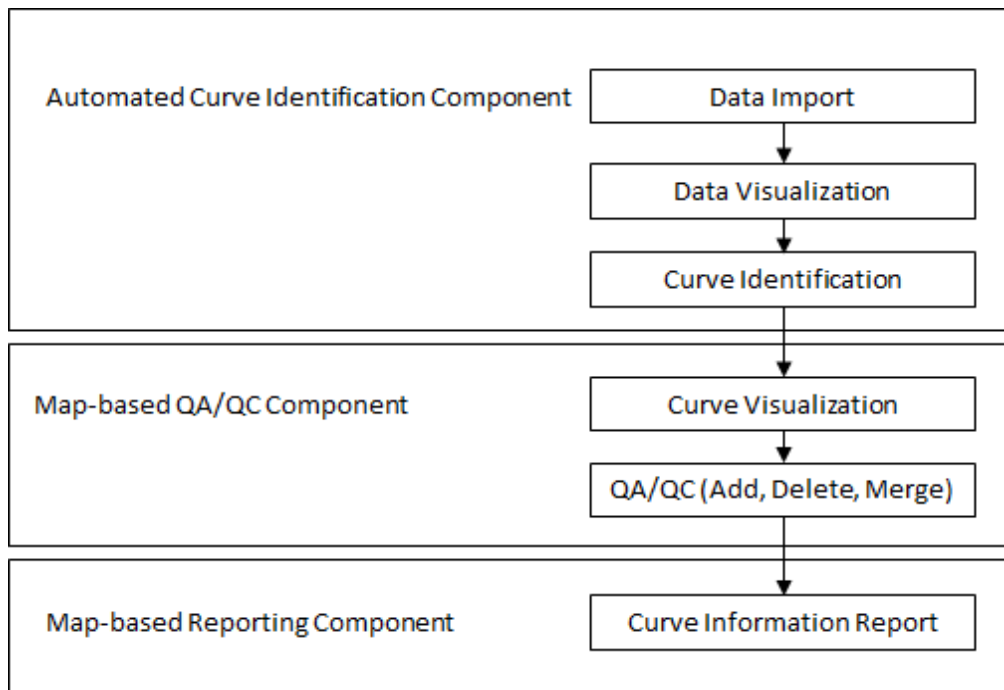 Automated Curve Identification Component
Data Import
Data Visualization
Curve Identification
Map-based QA/QC Component
Curve Visualization
QA/QC (Add, Delete, Merge)
Map-based Reporting Component
Curve Information Report